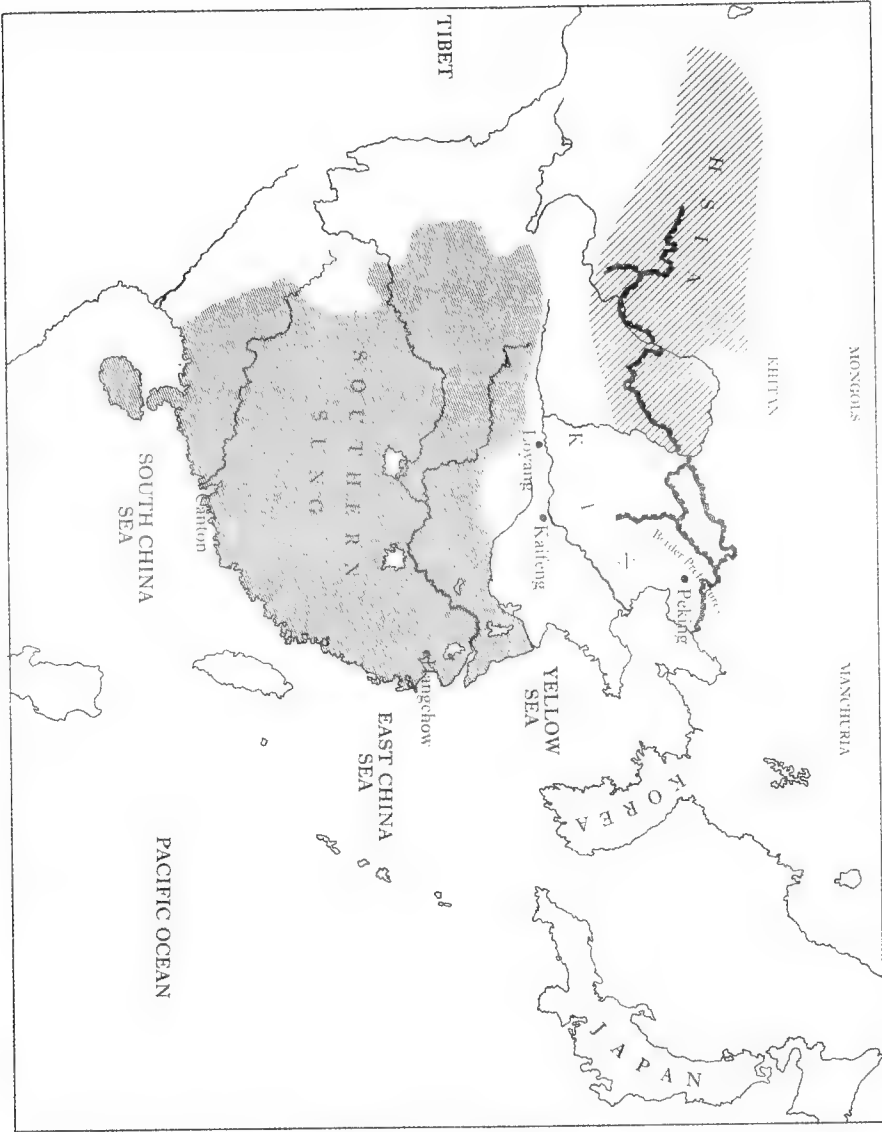 MONGOLS
MANCHURIA
KHITAN
HSIA
Border
Peking
KOREA
JAPAN
Loyang
Kaifeng
YELLOW
SEA
TIBET
SOUTHERN
SUNG
Hangchow
EAST CHINA
SEA
Canton
SOUTH CHINA
SEA
PACIFIC OCEAN